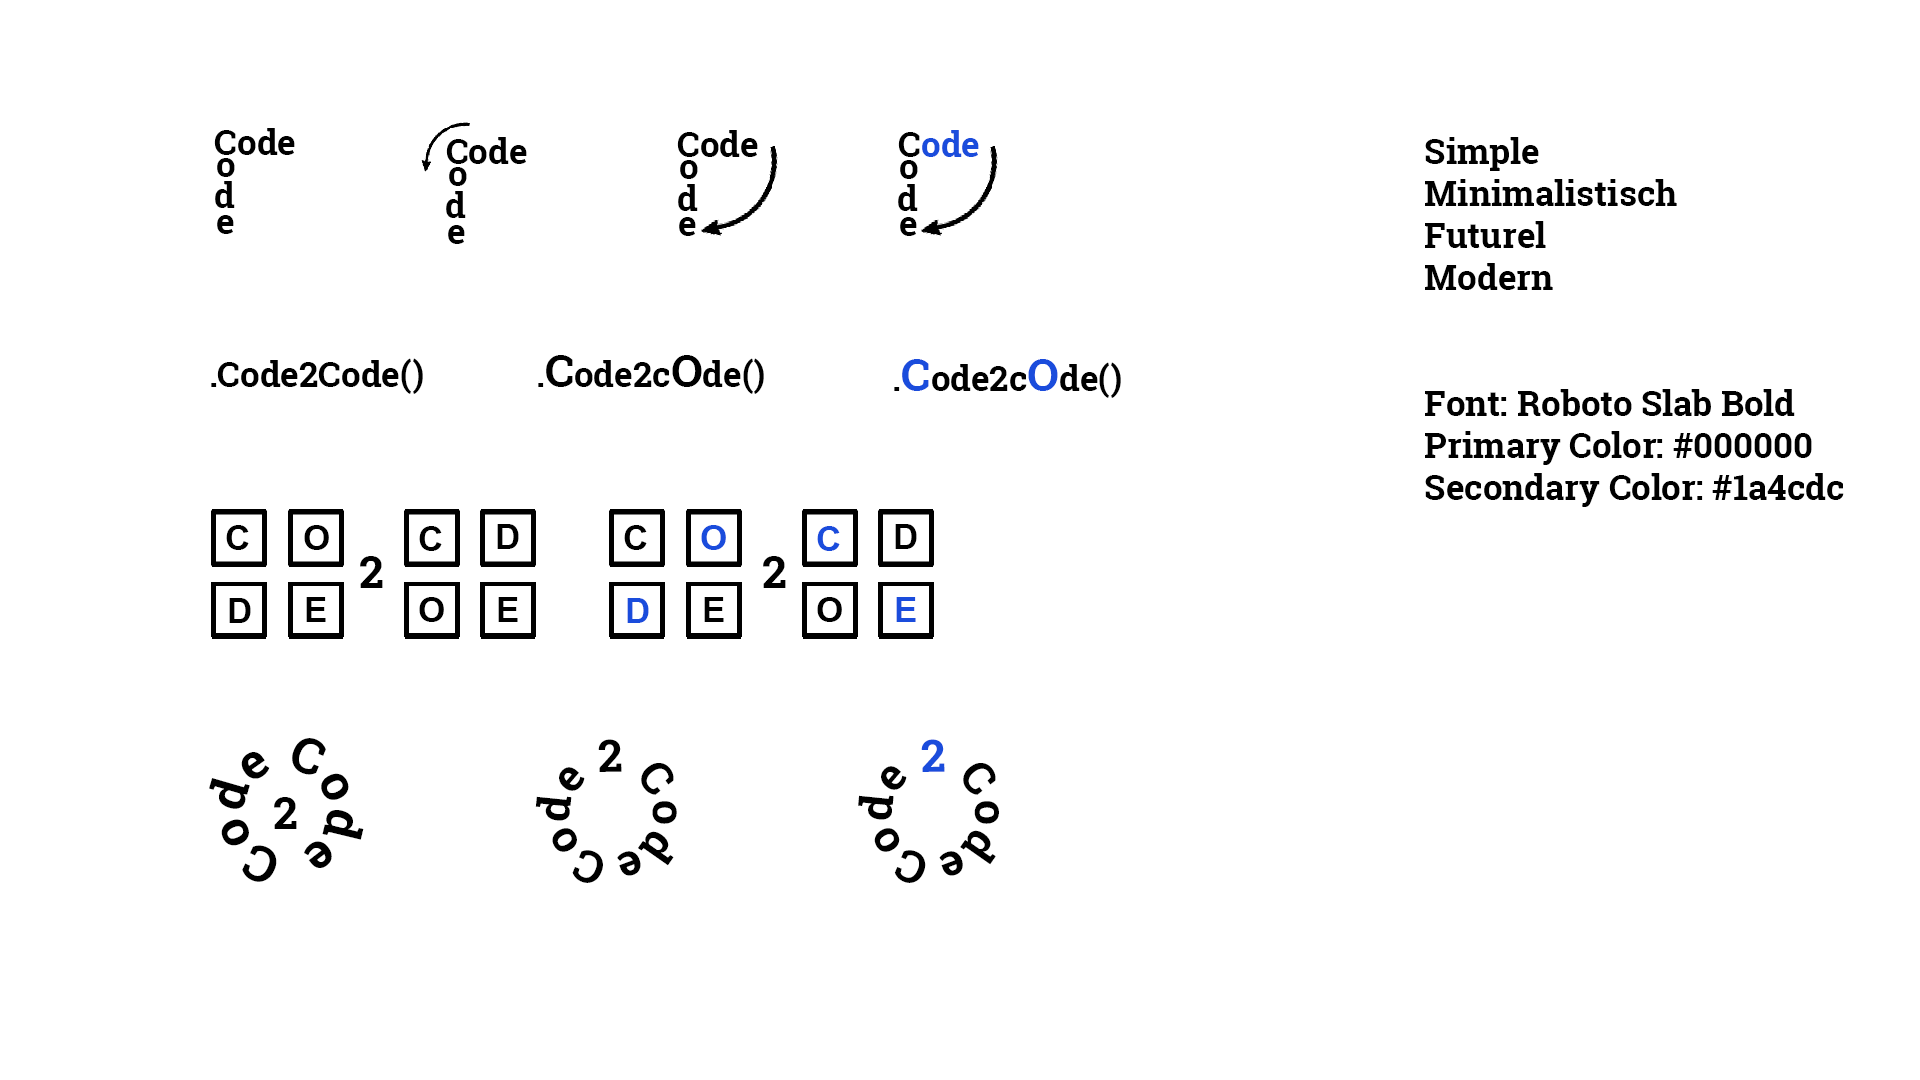 Code
o
d
e
Code
o
d
e
Code
o
d
e
Code
o
d
e
.Code2Code()
.Code2cOde()
.Code2cOde()
C O
D E
2
C D
O E
C O
D E
2
C D
O E
Code
2
Code
Code 2 Code
Code 2 Code
Simple
Minimalistisch
Futurel
Modern
Font: Roboto Slab Bold
Primary Color: #000000
Secondary Color: #1a4cdc